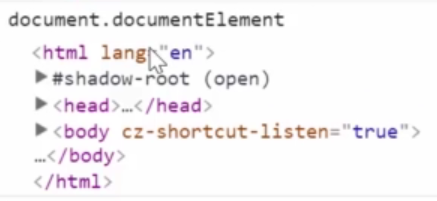 document.documentElement
<html lang="en">
▶#shadow-root (open)
▶<head>…</head>
▶<body cz-shortcut-listen="true">
…</body>
</html>